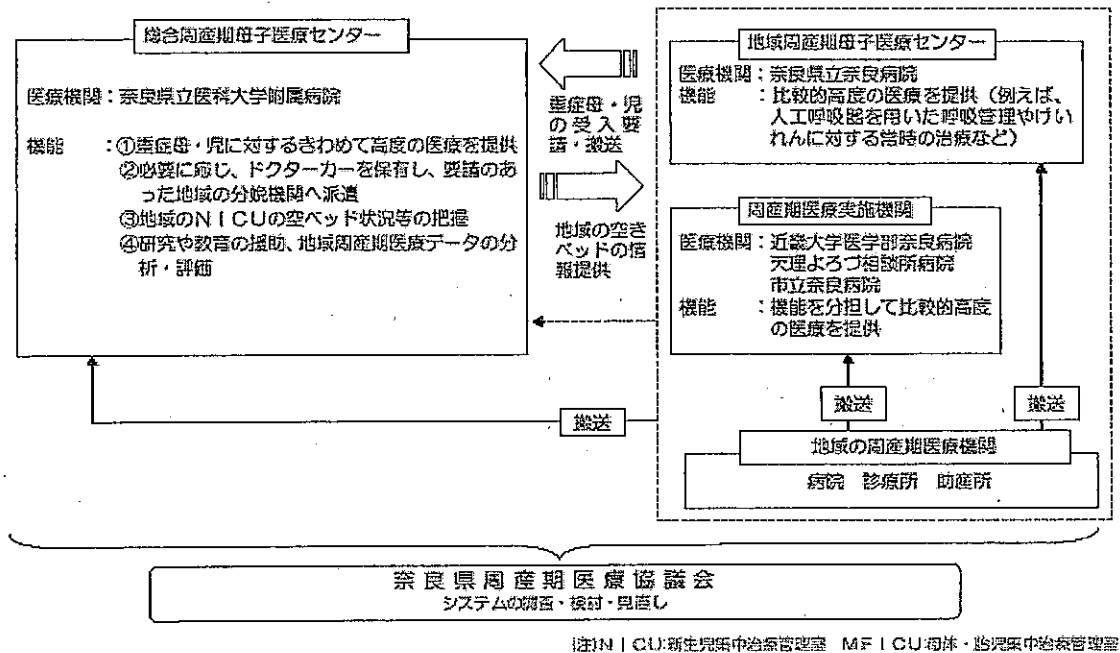 総合周産期母子医療センター
医療機関：奈良県立医科大学附属病院
機能　：①重症母・児に対するきわめて高度の医療を提供
②必要に応じ、ドクターカーを保有し、要請のあ
った地域の分娩機関へ派遣
③地域のＮＩＣＵの空ベッド状況等の把握
④研究や教育の援助、地域周産期医療データの分
析・評価
重症母・児
の受入要
請・搬送
地域の空き
ベッドの情
報提供
地域周産期母子医療センター
医療機関：奈良県立奈良病院
機能　：比較的高度の医療を提供（例えば、
人工呼吸器を用いた呼吸管理やけい
れんに対する常時の治療など）
周産期医療実施機関
医療機関：近畿大学医学部奈良病院
天理よろづ相談所病院
市立奈良病院
機能　：機能を分担して比較的高度
の医療を提供
搬送
搬送
搬送
地域の周産期医療機関
病院　診療所　助産所
奈良県周産期医療協議会
システムの調査・検討・見直し
(注)ＮＩＣＵ:新生児集中治療管理室　ＭＦＩＣＵ:母体・胎児集中治療管理室